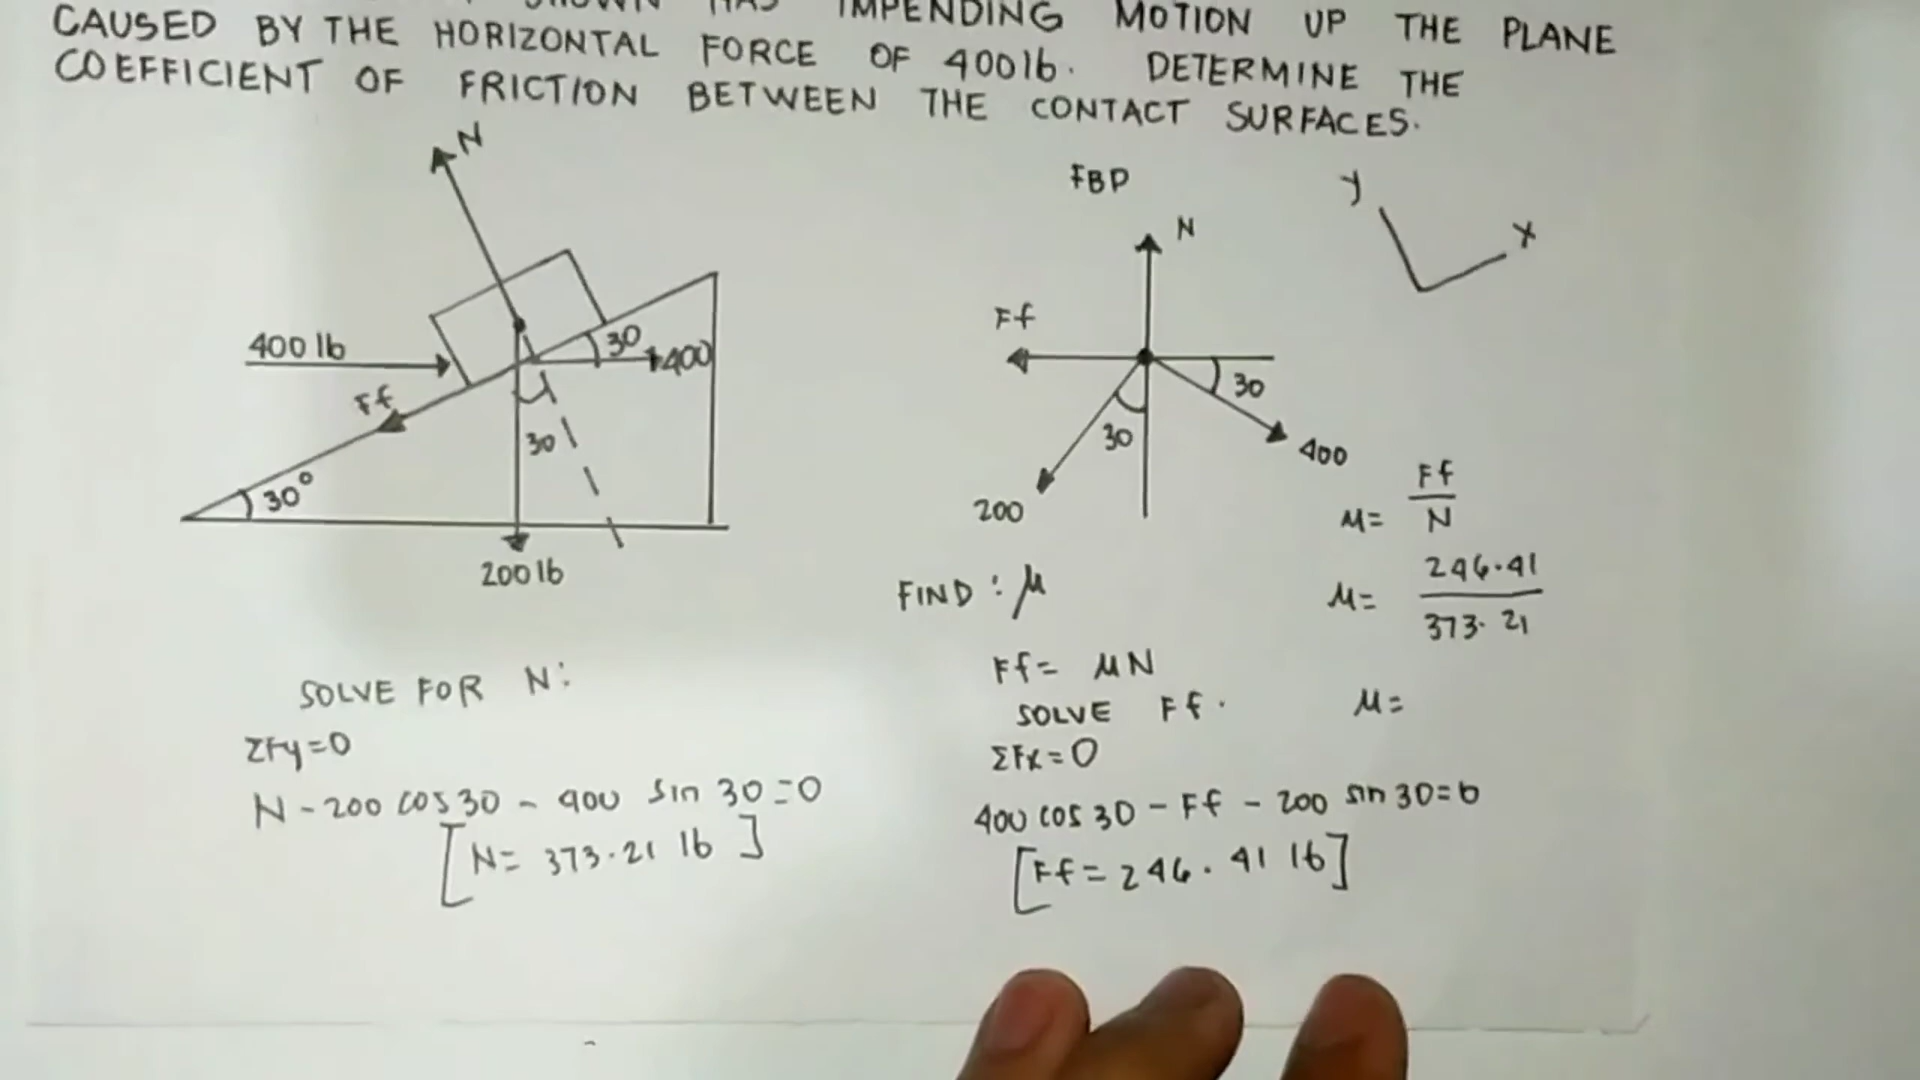 IMPENDING MOTION UP THE PLANE
CAUSED BY THE HORIZONTAL FORCE OF 400 lb. DETERMINE THE
COEFFICIENT OF FRICTION BETWEEN THE CONTACT SURFACES.
N
400 lb
30
400
Ff
30
30°
200 lb
FBP
y
x
N
Ff
30
30
400
200
FIND : μ
μ= Ff/N
μ= 246.41/373.21
μ=
SOLVE FOR N:
ΣFy=0
N - 200 cos 30 - 400 sin 30 = 0
[N= 373.21 lb]
Ff= μN
SOLVE Ff.
ΣFx=0
400 cos 30 - Ff - 200 sin 30=0
[Ff= 246.41 lb]